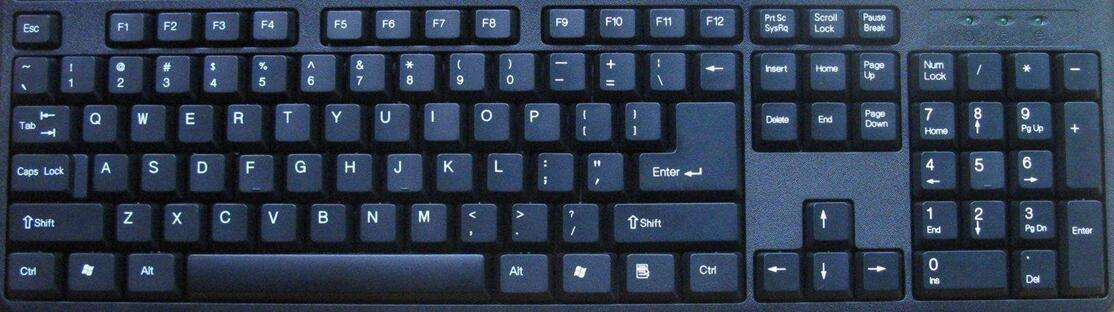 Esc F1 F2 F3 F4 F5 F6 F7 F8 F9 F10 F11 F12 Prt Sc Scroll Pause
SysRq Lock Break
~ ! @ # $ % ^ & * ( ) — + ¦ ← Insert Home Page Num / * −
` 1 2 3 4 5 6 7 8 9 0 - = \ Up Lock
Tab Q W E R T Y U I O P { } Delete End Page 7 8 9 +
[ ] Down Home ↑ Pg Up
Caps Lock A S D F G H J K L : " Enter 4 5 6
; , ← →
⇧ Shift Z X C V B N M < > ? ⇧ Shift ↑ 1 2 3 Enter
, . / End ↓ Pg Dn
Ctrl Alt Alt Ctrl ← ↓ → 0 .
Ins Del